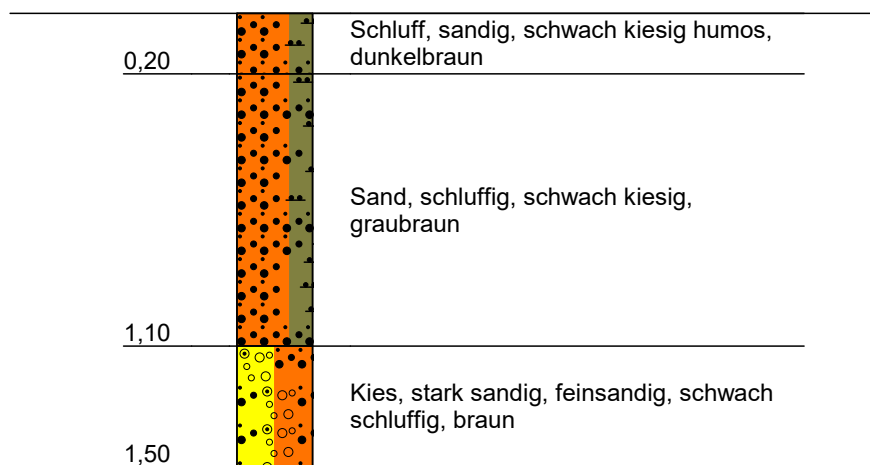 Schluff, sandig, schwach kiesig humos,
dunkelbraun
0,20
Sand, schluffig, schwach kiesig,
graubraun
1,10
Kies, stark sandig, feinsandig, schwach
schluffig, braun
1,50